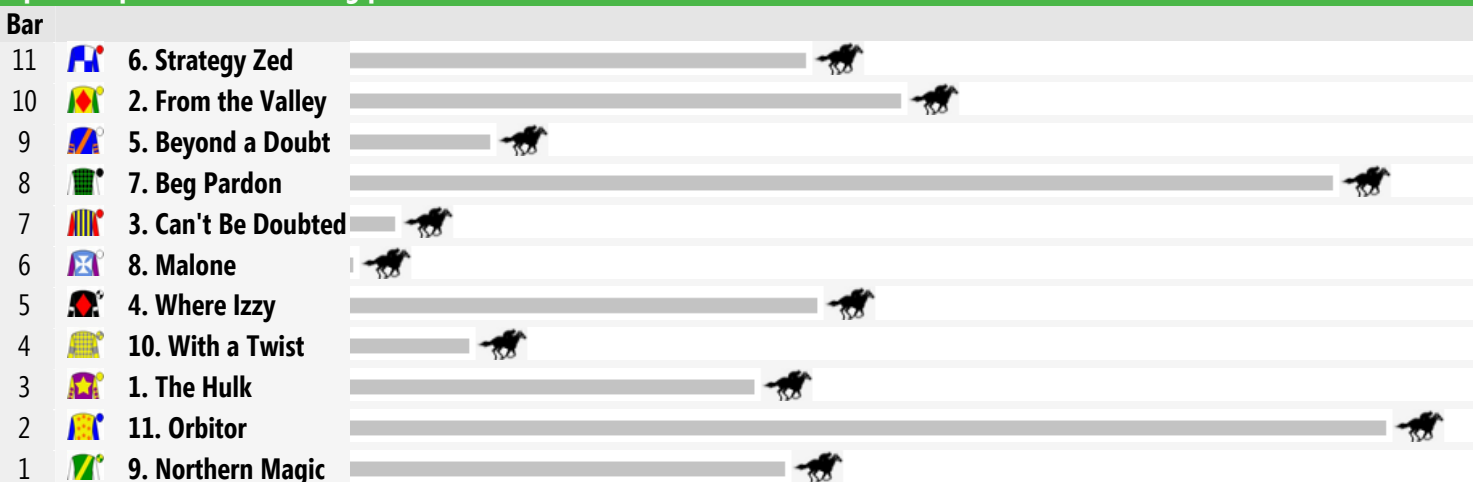 Bar
11 6. Strategy Zed
10 2. From the Valley
9 5. Beyond a Doubt
8 7. Beg Pardon
7 3. Can't Be Doubted
6 8. Malone
5 4. Where Izzy
4 10. With a Twist
3 1. The Hulk
2 11. Orbitor
1 9. Northern Magic